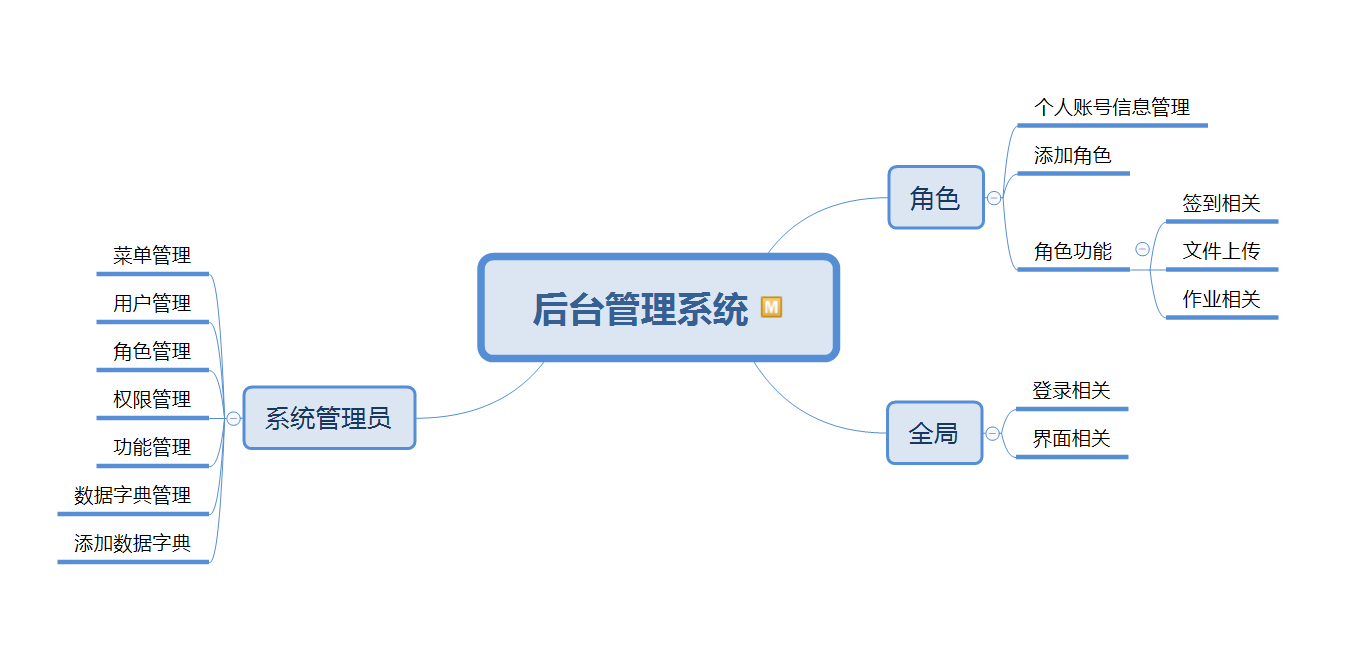 后台管理系统
M
角色
个人账号信息管理
添加角色
角色功能
签到相关
文件上传
作业相关
全局
登录相关
界面相关
系统管理员
菜单管理
用户管理
角色管理
权限管理
功能管理
数据字典管理
添加数据字典